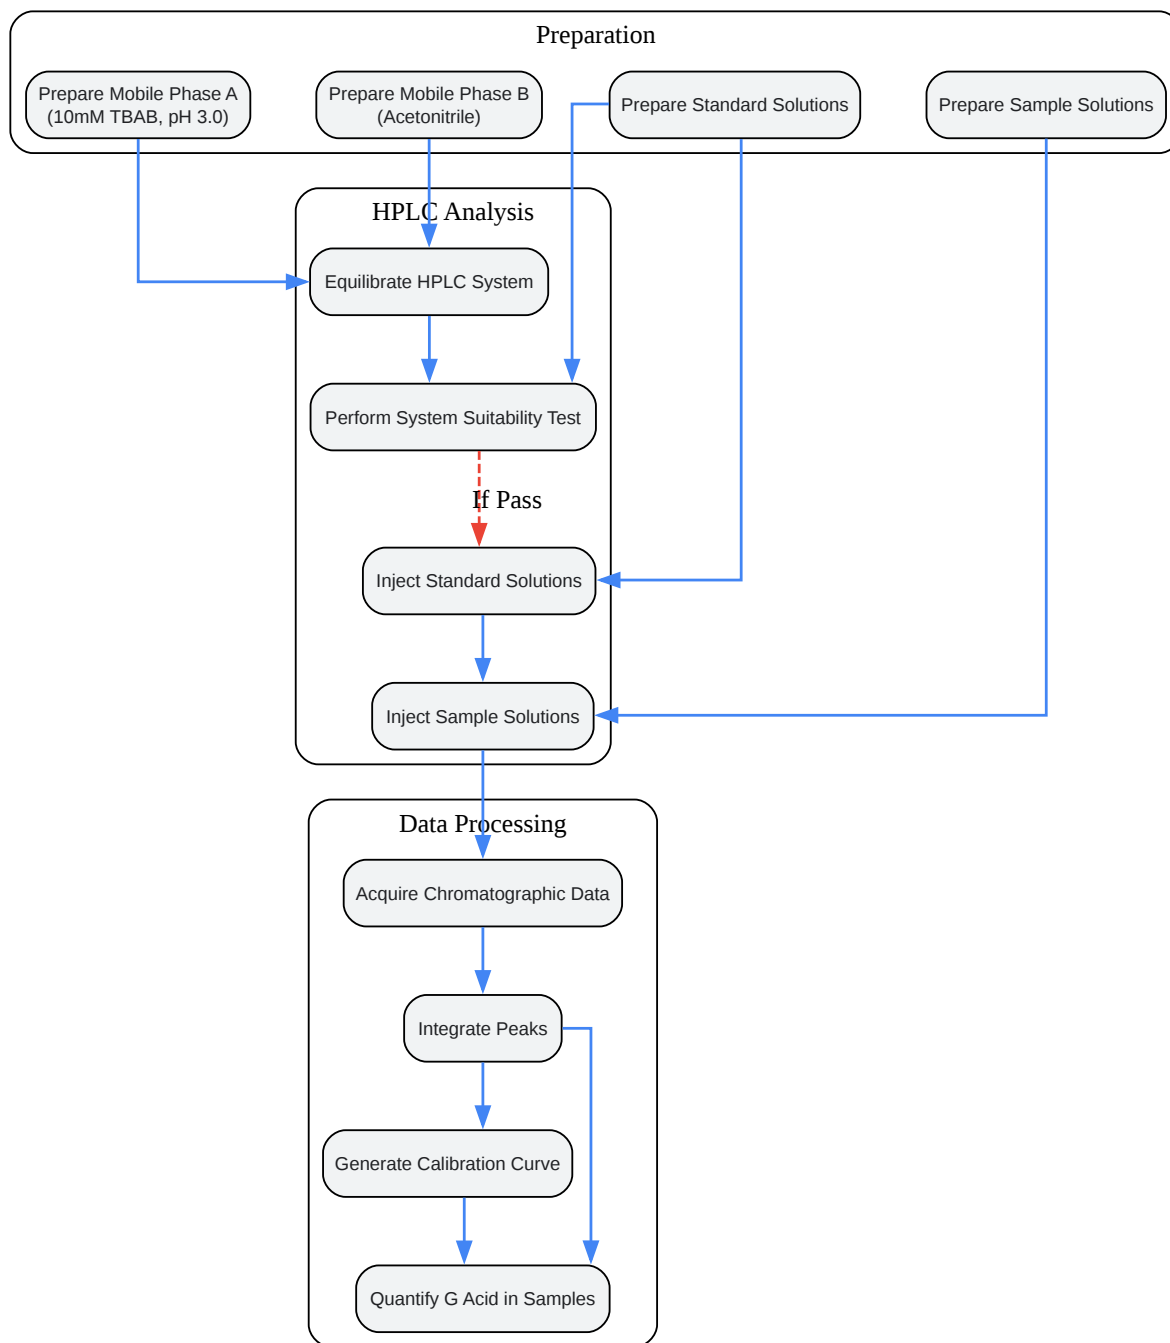 Preparation
Prepare Mobile Phase A
(10mM TBAB, pH 3.0)
Prepare Mobile Phase B
(Acetonitrile)
Prepare Standard Solutions
Prepare Sample Solutions
HPLC Analysis
Equilibrate HPLC System
Perform System Suitability Test
If Pass
Inject Standard Solutions
Inject Sample Solutions
Data Processing
Acquire Chromatographic Data
Integrate Peaks
Generate Calibration Curve
Quantify G Acid in Samples